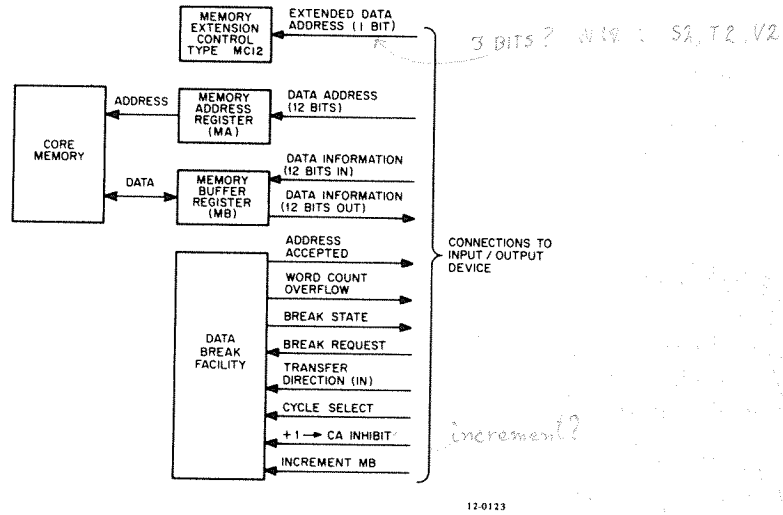 MEMORY
EXTENSION
CONTROL
TYPE MC12
EXTENDED DATA
ADDRESS (1 BIT)
3 BITS? : S2, T2, V2
CORE
MEMORY
ADDRESS
MEMORY
ADDRESS
REGISTER
(MA)
DATA ADDRESS
(12 BITS)
DATA
MEMORY
BUFFER
REGISTER
(MB)
DATA INFORMATION
(12 BITS IN)
DATA INFORMATION
(12 BITS OUT)
DATA
BREAK
FACILITY
ADDRESS
ACCEPTED
WORD COUNT
OVERFLOW
BREAK STATE
BREAK REQUEST
TRANSFER
DIRECTION (IN)
CYCLE SELECT
+1 → CA INHIBIT
increment?
INCREMENT MB
CONNECTIONS TO
INPUT / OUTPUT
DEVICE
12-0123